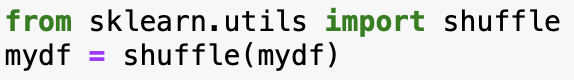 from sklearn.utils import shuffle
mydf = shuffle(mydf)